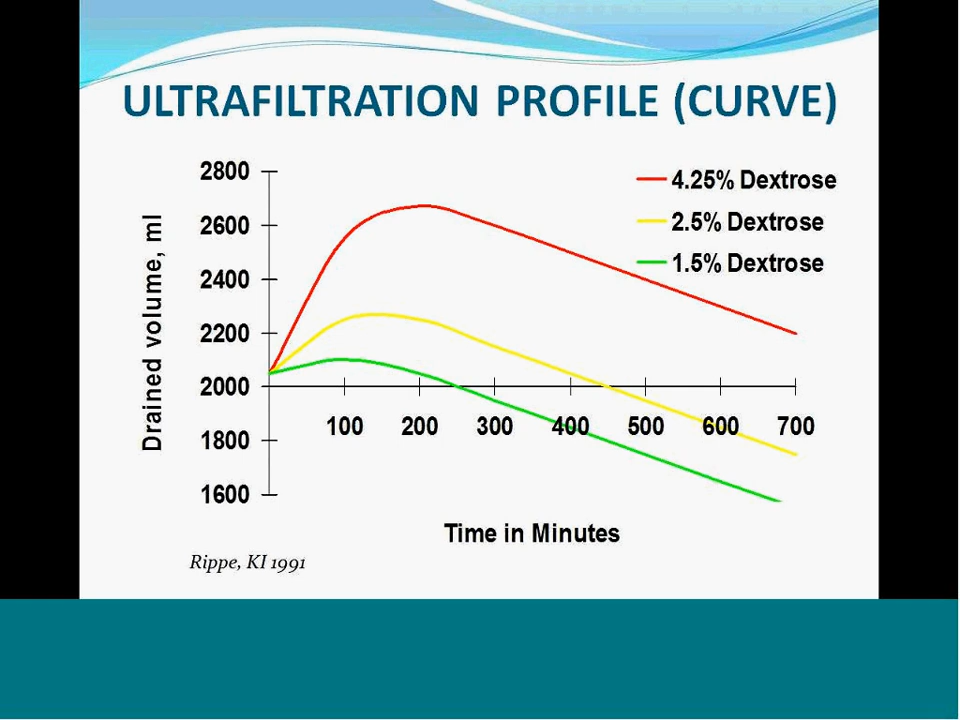 ULTRAFILTRATION PROFILE (CURVE)
2800
2600
2400
2200
2000
1800
1600
Drained volume, ml
4.25% Dextrose
2.5% Dextrose
1.5% Dextrose
100 200 300 400 500 600 700
Time in Minutes
Rippe, KI 1991